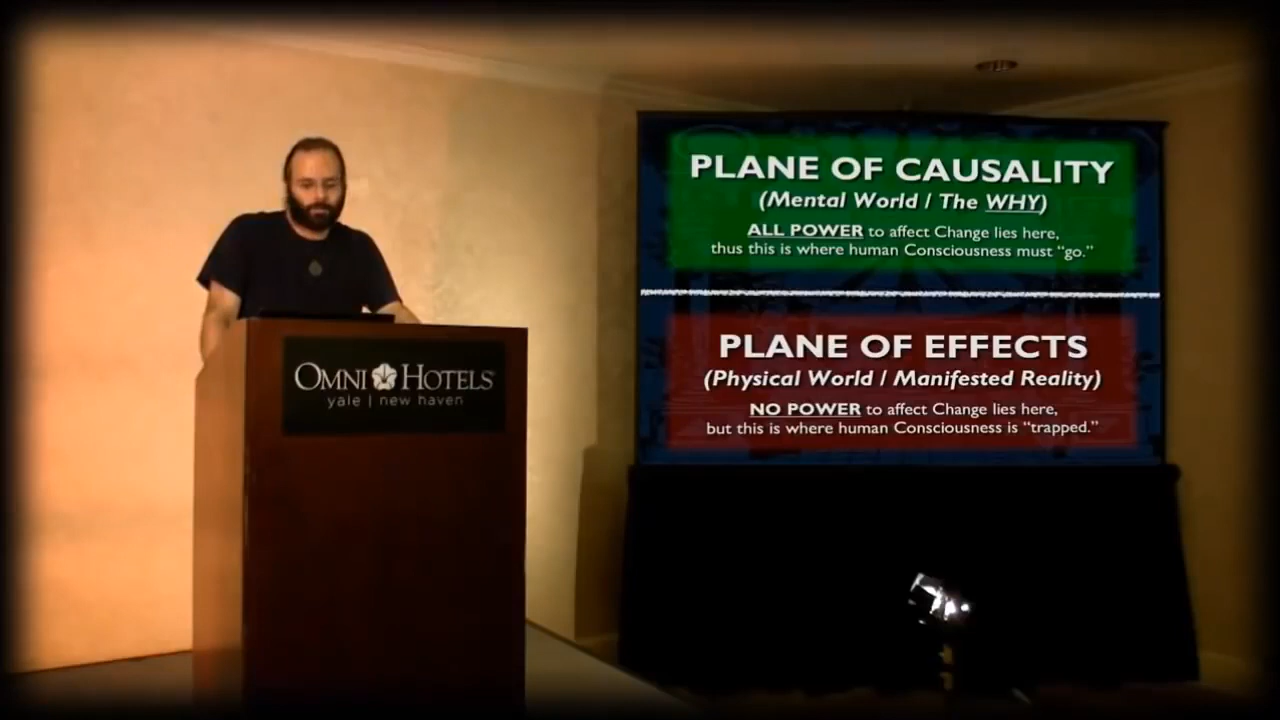 OMNI HOTELS
yale | new haven
PLANE OF CAUSALITY
(Mental World / The WHY)
ALL POWER to affect Change lies here,
thus this is where human Consciousness must “go.”
PLANE OF EFFECTS
(Physical World / Manifested Reality)
NO POWER to affect Change lies here,
but this is where human Consciousness is “trapped.”